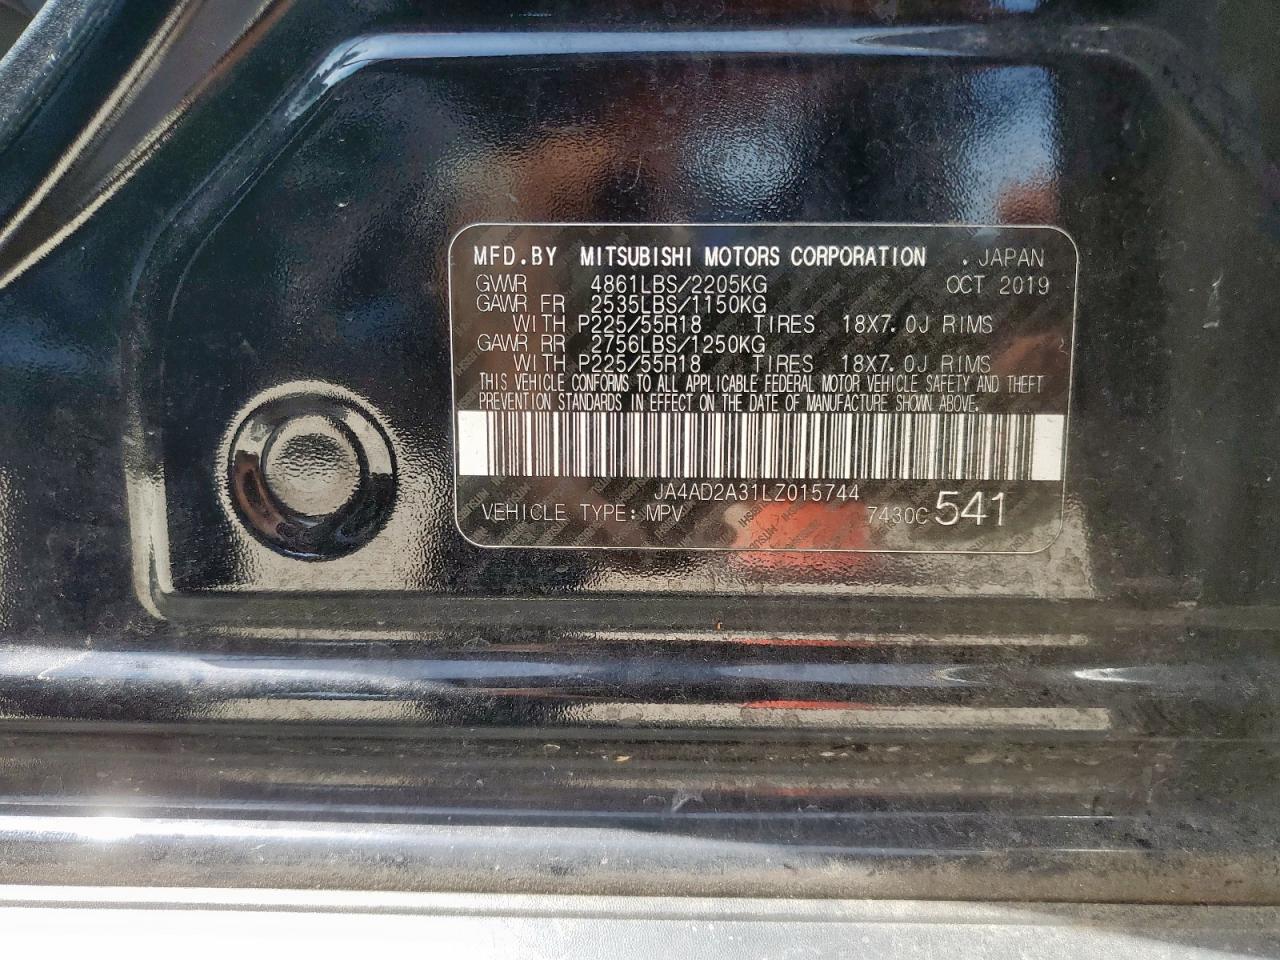 MFD.BY MITSUBISHI MOTORS CORPORATION . JAPAN
GVWR 4861LBS/2205KG OCT 2019
GAWR FR 2535LBS/1150KG
WITH P225/55R18 TIRES 18X7.0J RIMS
GAWR RR 2756LBS/1250KG
WITH P225/55R18 TIRES 18X7.0J RIMS
THIS VEHICLE CONFORMS TO ALL APPLICABLE FEDERAL MOTOR VEHICLE SAFETY AND THEFT
PREVENTION STANDARDS IN EFFECT ON THE DATE OF MANUFACTURE SHOWN ABOVE.
JA4AD2A31LZ015744
VEHICLE TYPE: MPV 7430C 541